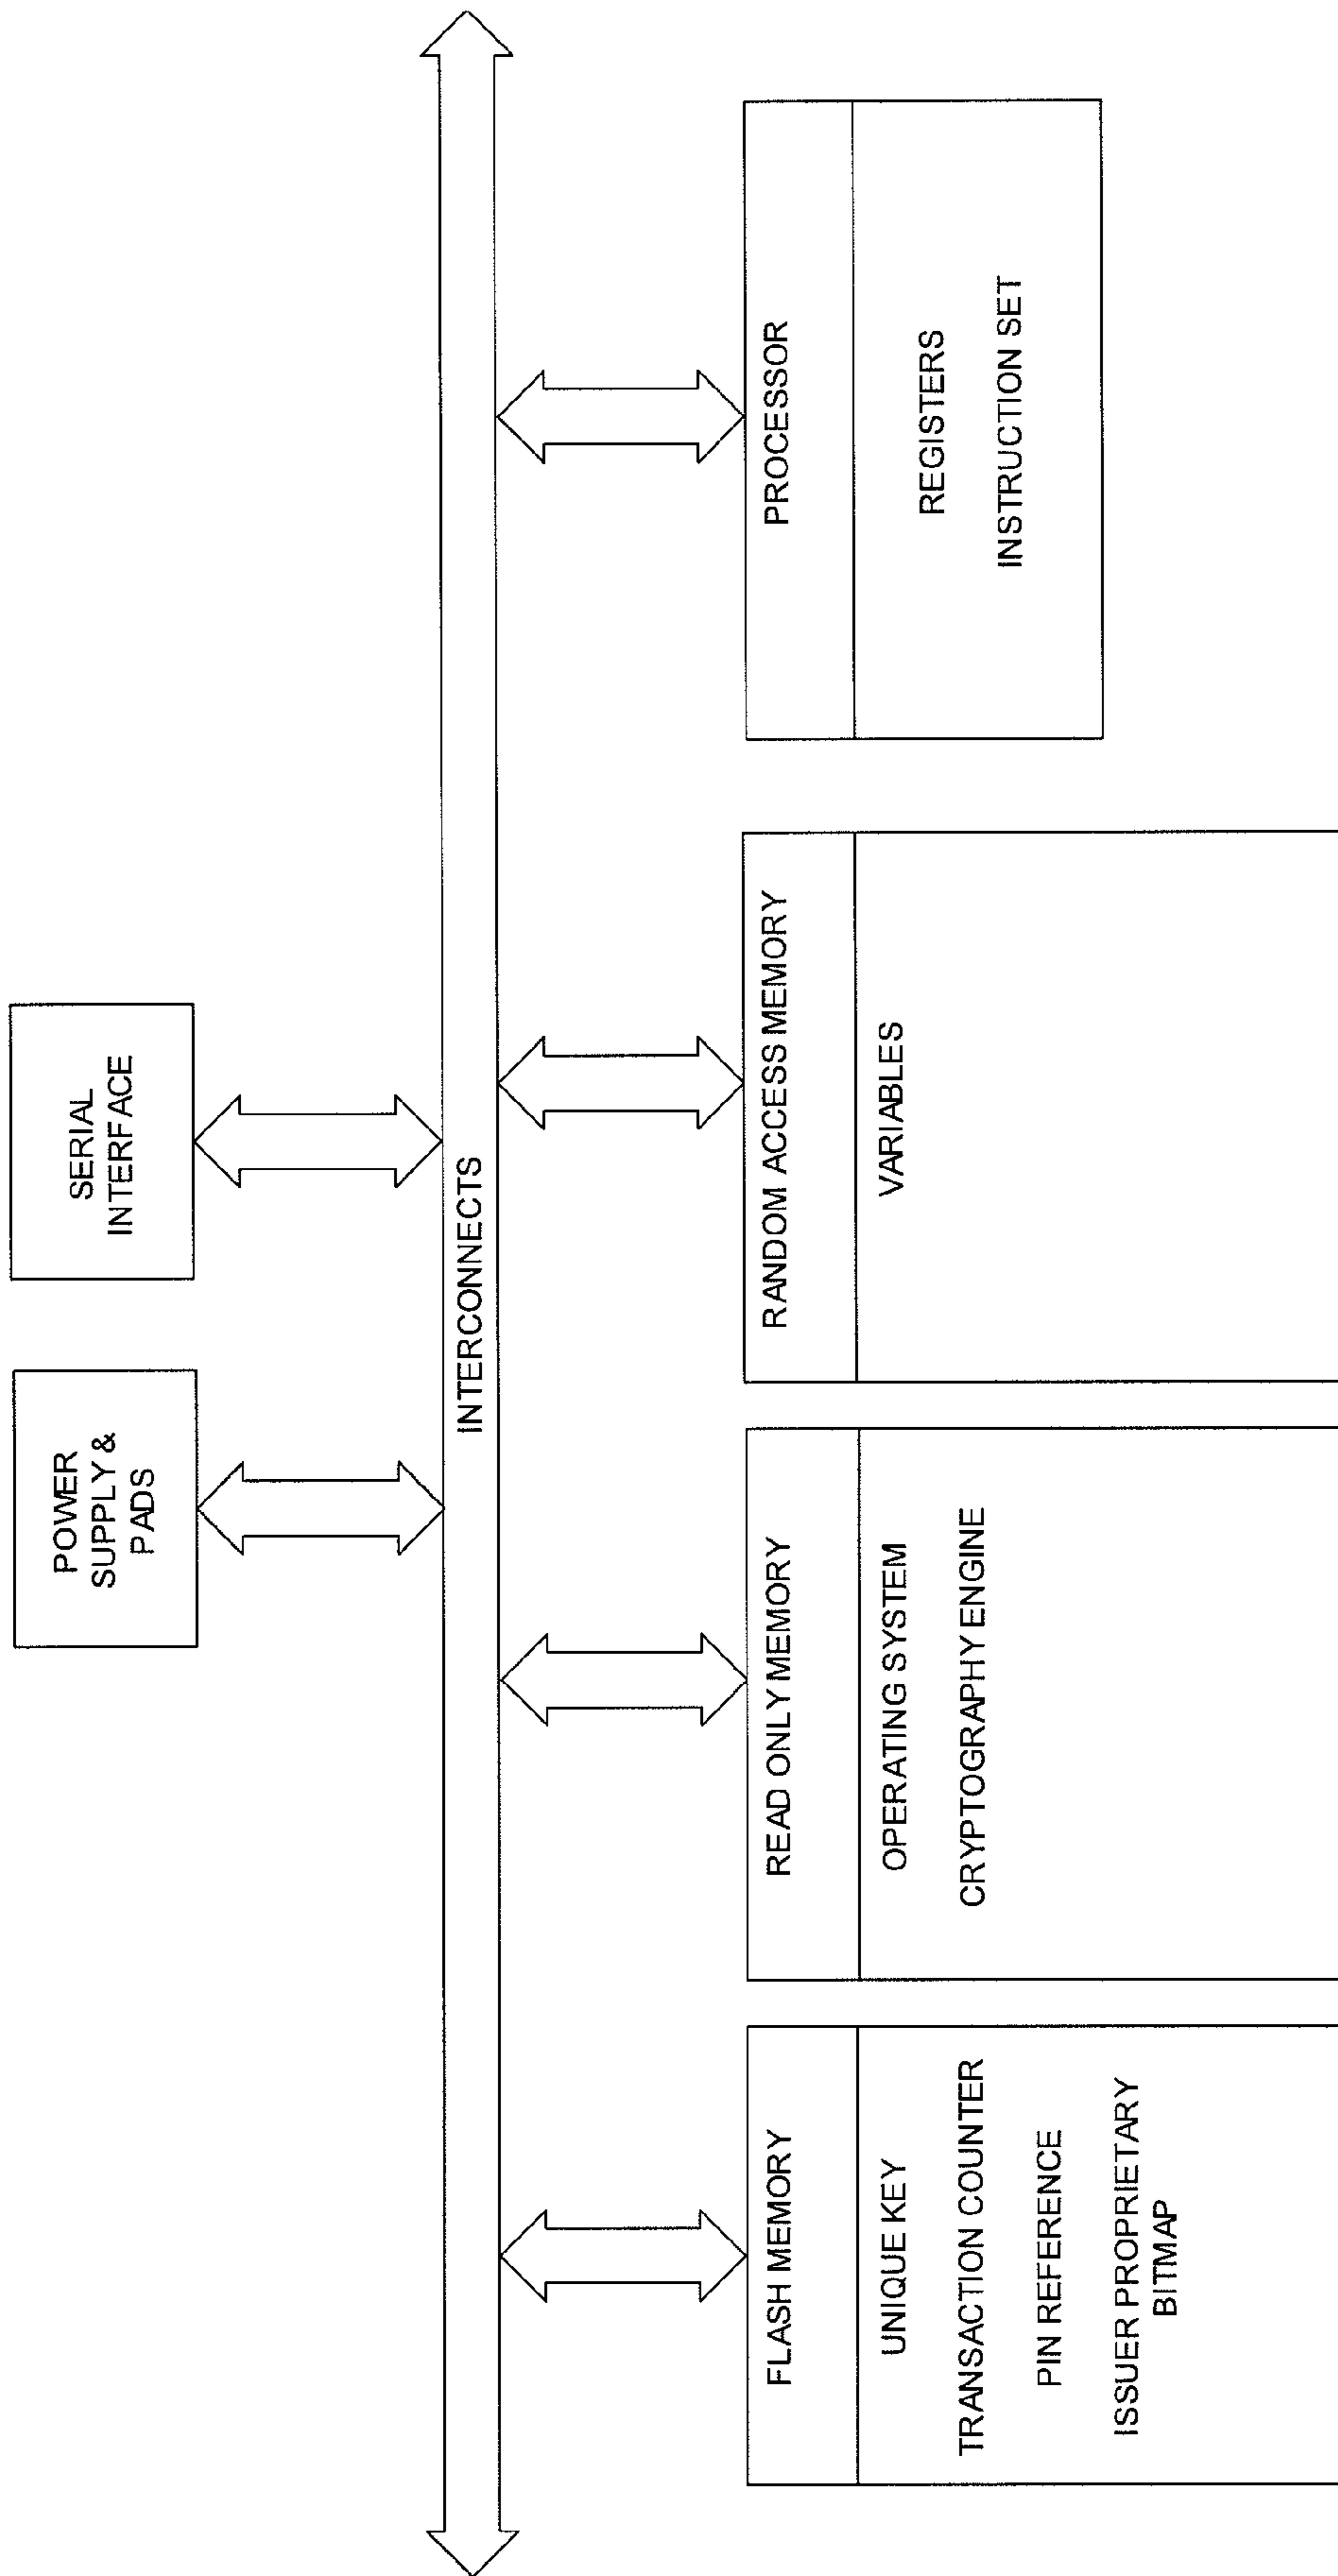 POWER
SUPPLY &
PADS
SERIAL
INTERFACE
INTERCONNECTS
FLASH MEMORY
UNIQUE KEY
TRANSACTION COUNTER
PIN REFERENCE
ISSUER PROPRIETARY
BITMAP
READ ONLY MEMORY
OPERATING SYSTEM
CRYPTOGRAPHY ENGINE
RANDOM ACCESS MEMORY
VARIABLES
PROCESSOR
REGISTERS
INSTRUCTION SET